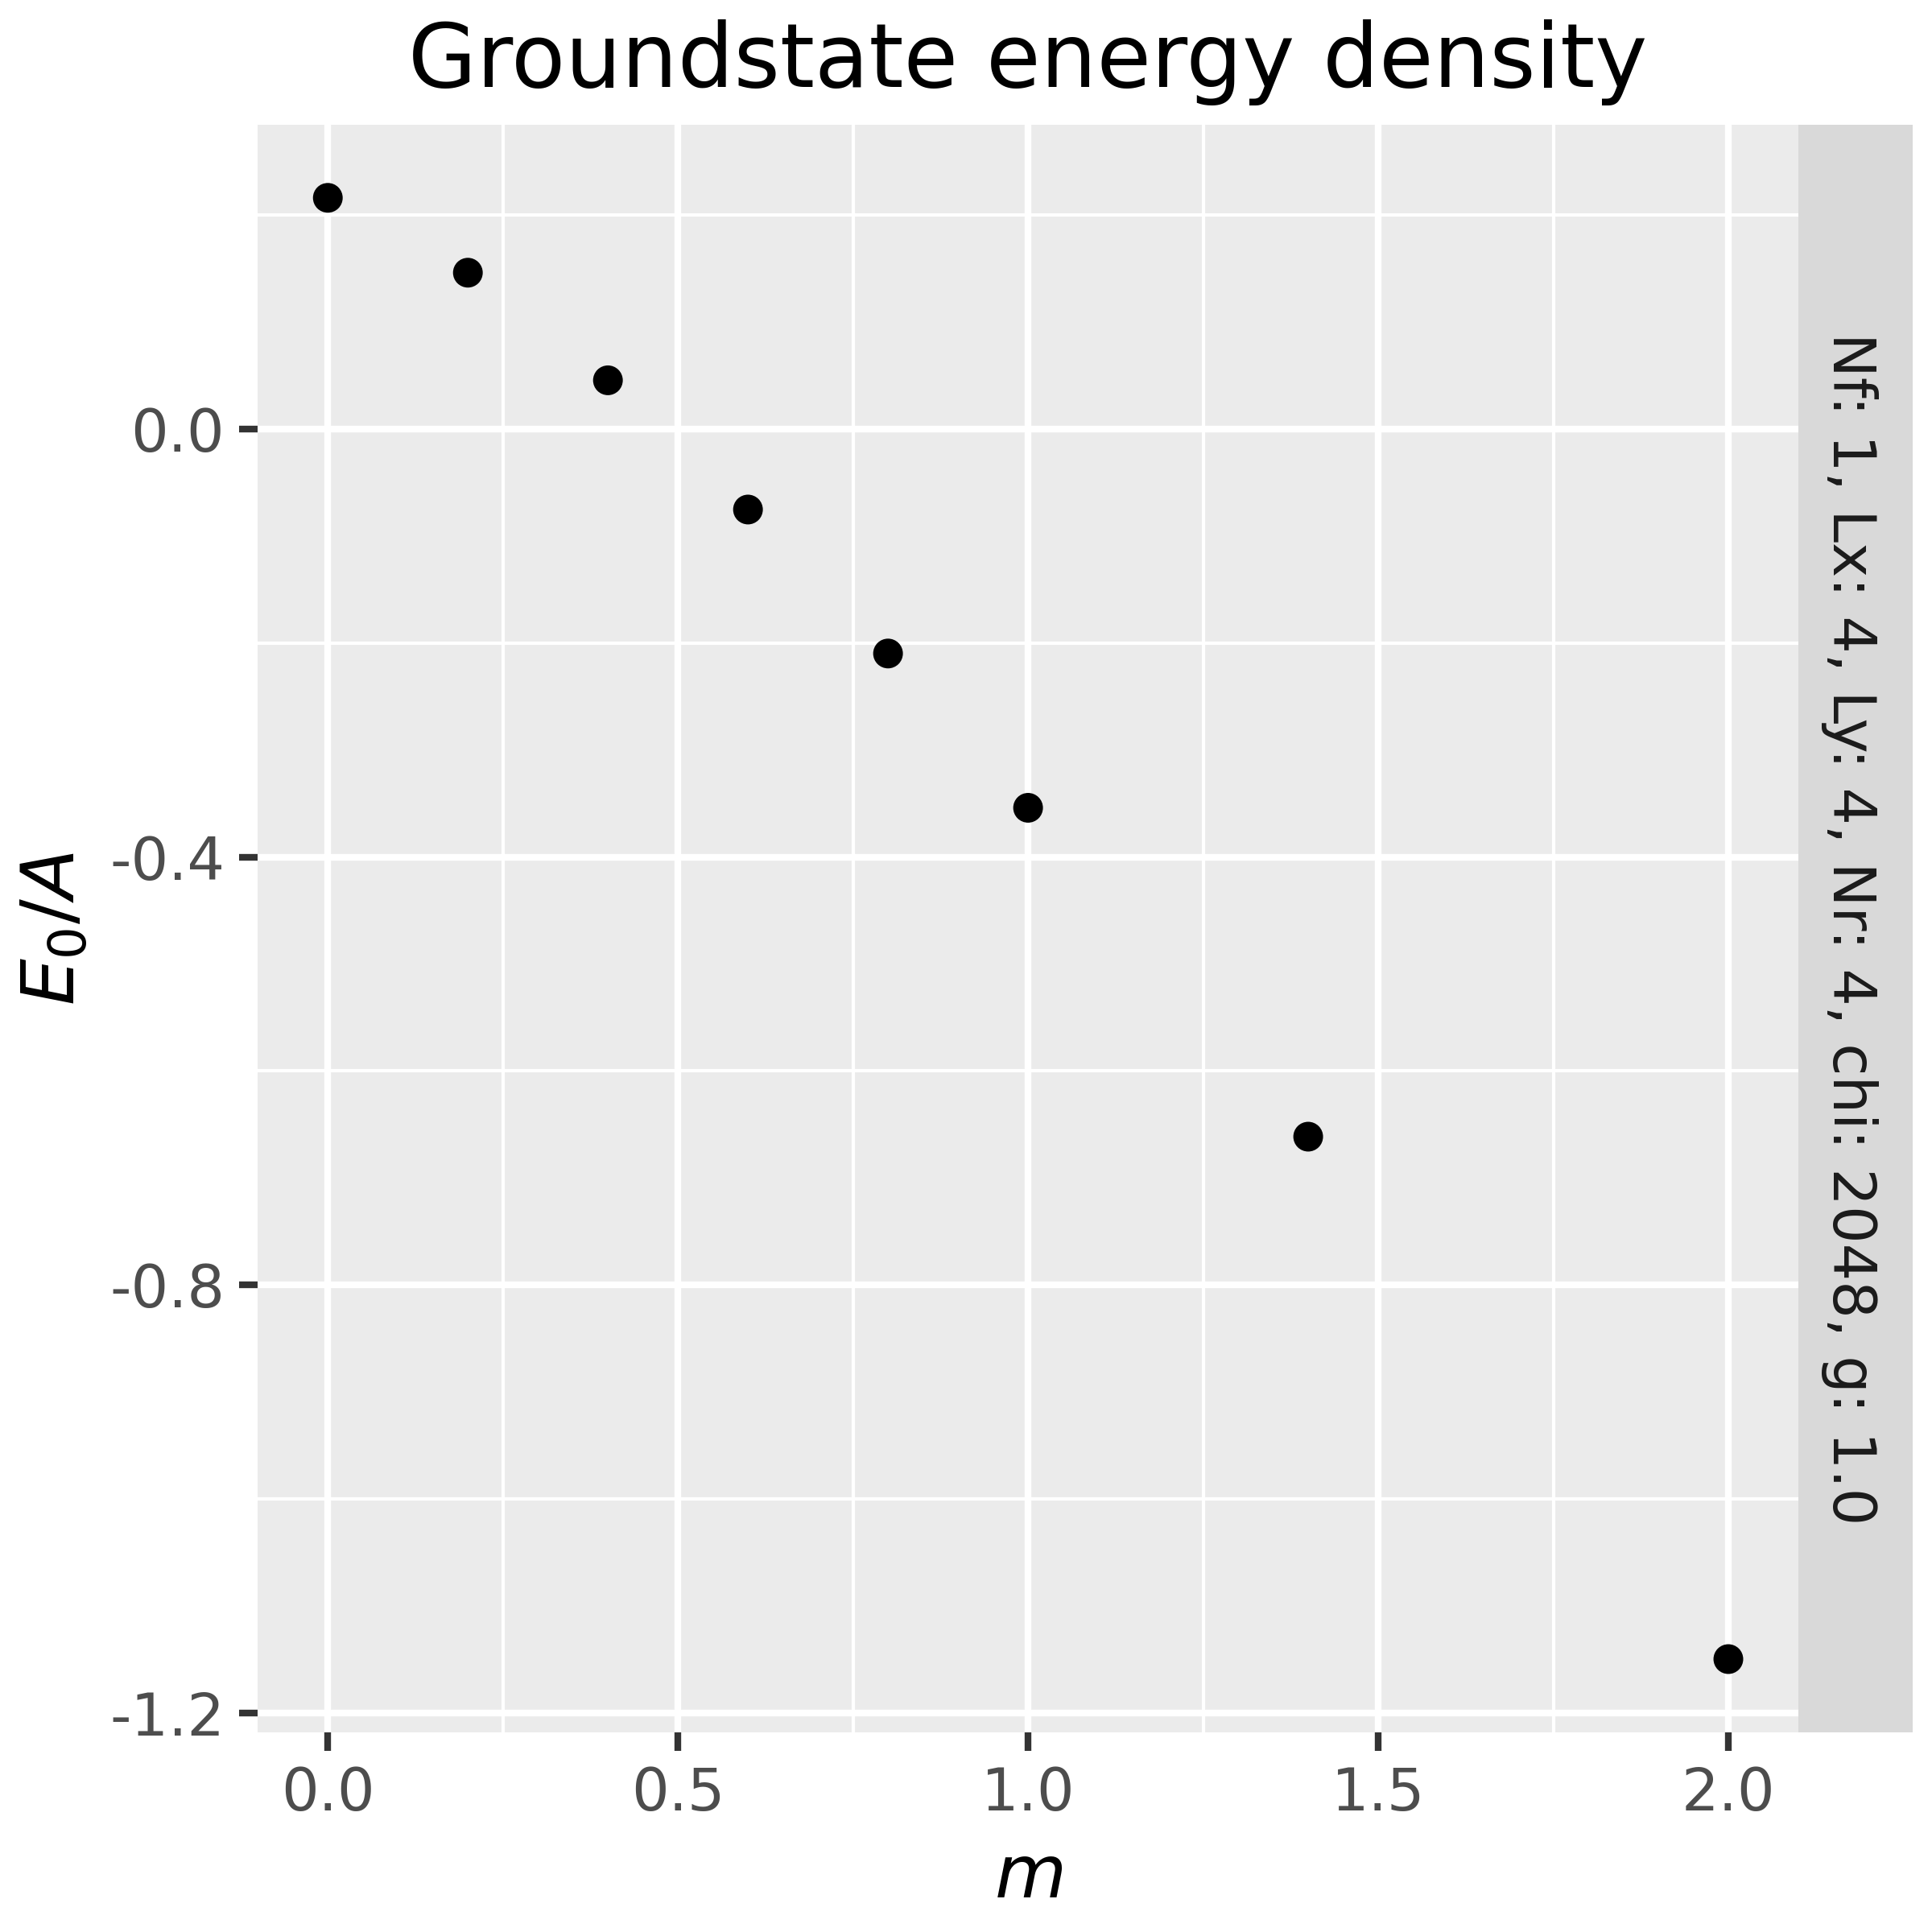 Groundstate energy density
E₀/A
0.0
-0.4
-0.8
-1.2
0.0 0.5 1.0 1.5 2.0
m
Nf: 1, Lx: 4, Ly: 4, Nr: 4, chi: 2048, g: 1.0